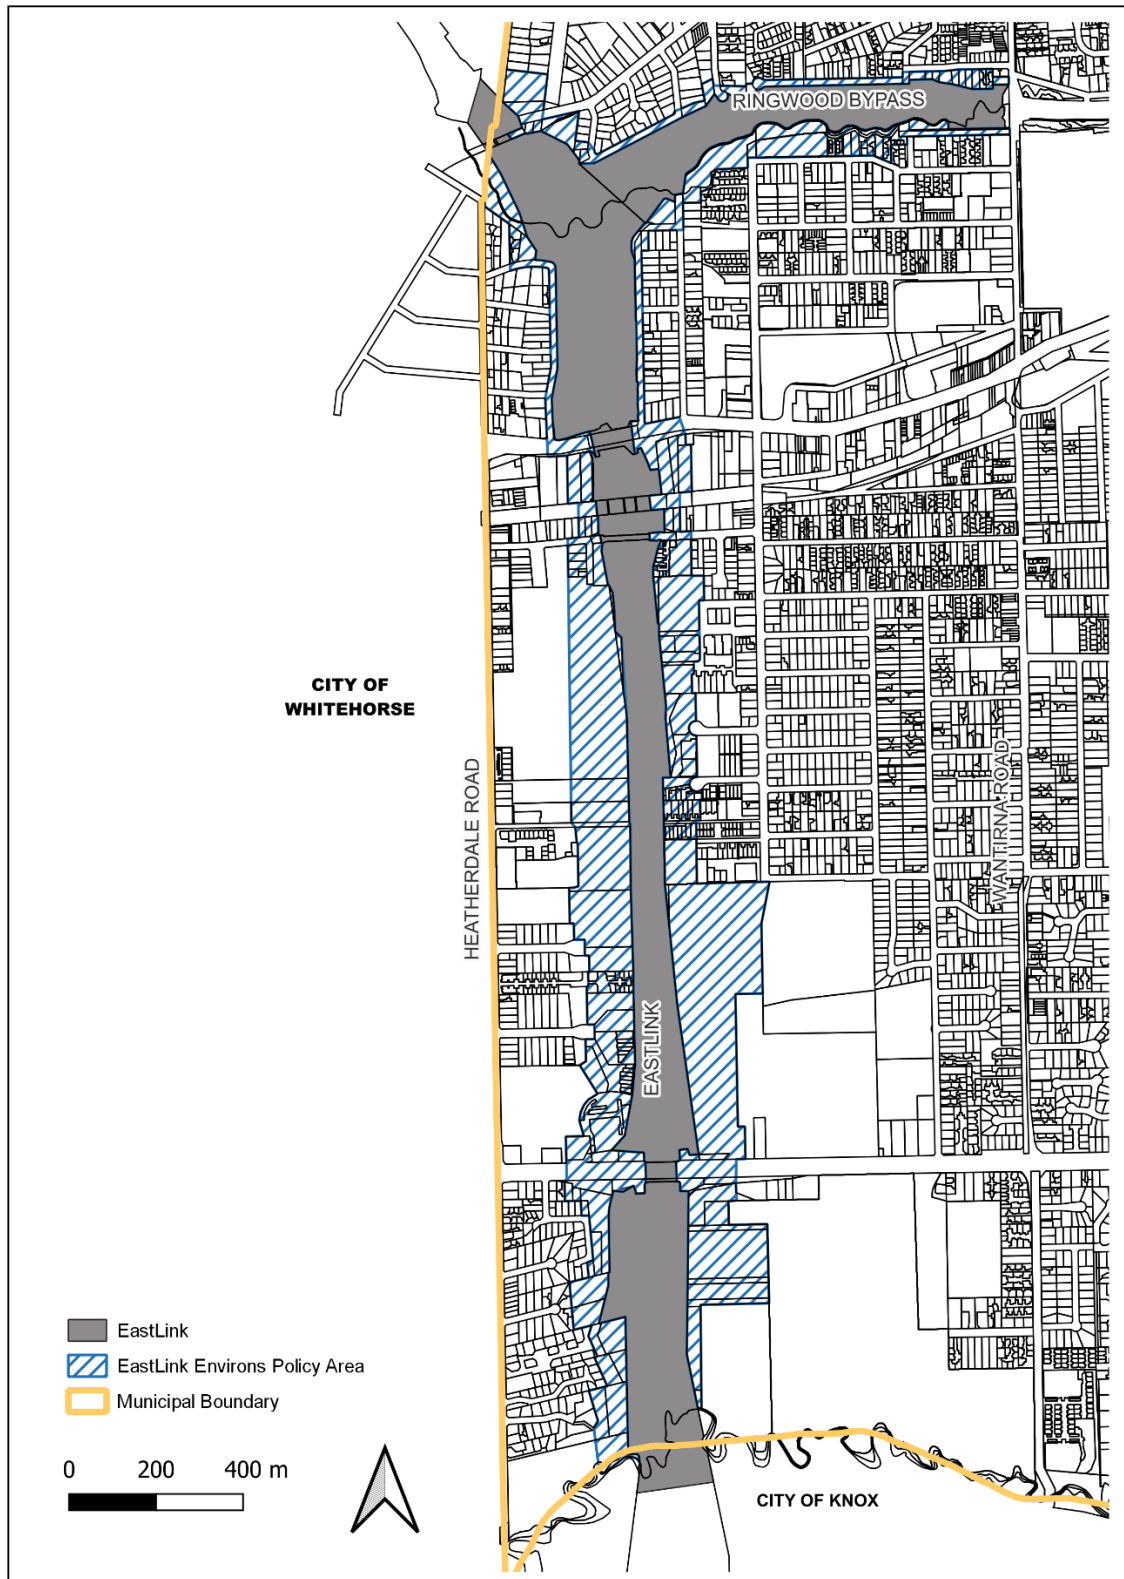 RINGWOOD BYPASS
CITY OF
WHITEHORSE
HEATHERDALE ROAD
WANTIRNA ROAD
EASTLINK
EastLink
EastLink Environs Policy Area
Municipal Boundary
0 200 400 m
CITY OF KNOX